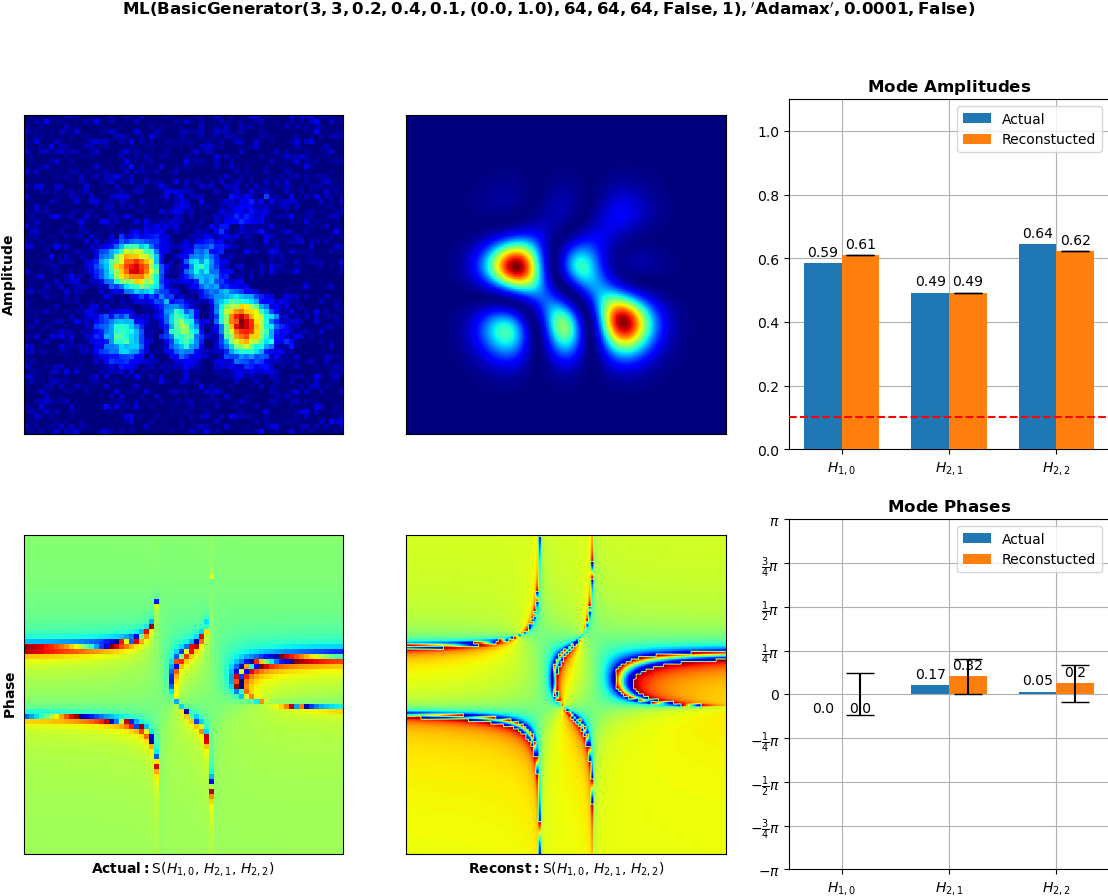 ML(BasicGenerator(3, 3, 0.2, 0.4, 0.1, (0.0, 1.0), 64, 64, 64, False, 1), ′Adamax′, 0.0001, False)
Amplitude
Mode Amplitudes
Actual
Reconstucted
1.0
0.8
0.6
0.4
0.2
0.0
0.59
0.61
0.49
0.49
0.64
0.62
H1,0
H2,1
H2,2
Phase
Actual: S(H1,0, H2,1, H2,2)
Reconst: S(H1,0, H2,1, H2,2)
Mode Phases
Actual
Reconstucted
π
3/4π
1/2π
1/4π
0
−1/4π
−1/2π
−3/4π
−π
0.0
0.0
0.17
0.32
0.05
0.2
H1,0
H2,1
H2,2